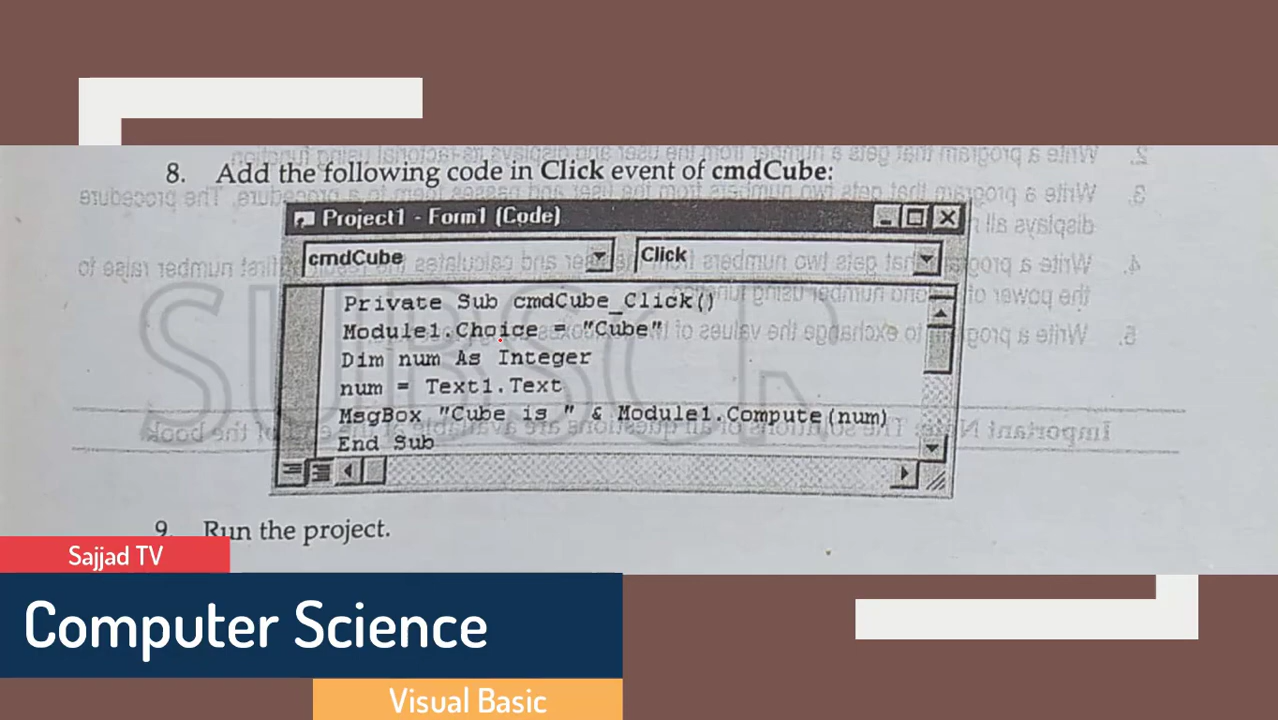 8. Add the following code in Click event of cmdCube:
Project1 - Form1 (Code)
cmdCube Click
Private Sub cmdCube_Click()
Module1.Choice = "Cube"
Dim num As Integer
num = Text1.Text
MsgBox "Cube is " & Module1.Compute(num)
End Sub
9. Run the project.
SUBSCR
Sajjad TV
Computer Science
Visual Basic